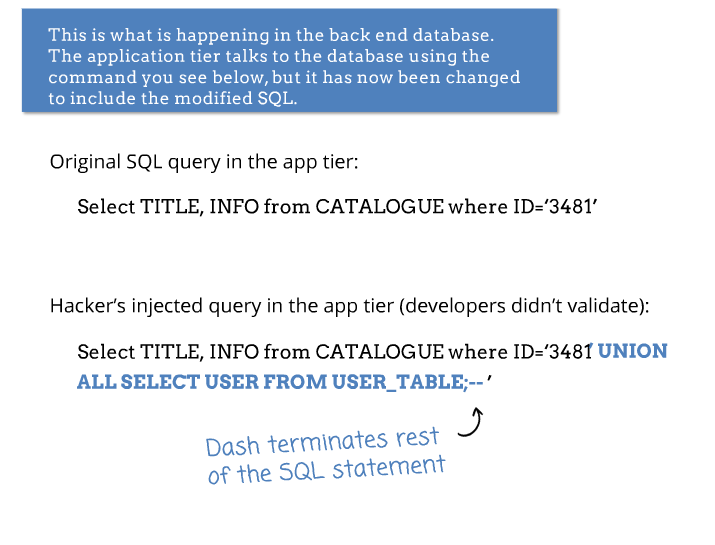 This is what is happening in the back end database.
The application tier talks to the database using the
command you see below, but it has now been changed
to include the modified SQL.
Original SQL query in the app tier:
Select TITLE, INFO from CATALOGUE where ID=‘3481’
Hacker’s injected query in the app tier (developers didn’t validate):
Select TITLE, INFO from CATALOGUE where ID=‘3481’ UNION
ALL SELECT USER FROM USER_TABLE;-- ’
Dash terminates rest
of the SQL statement